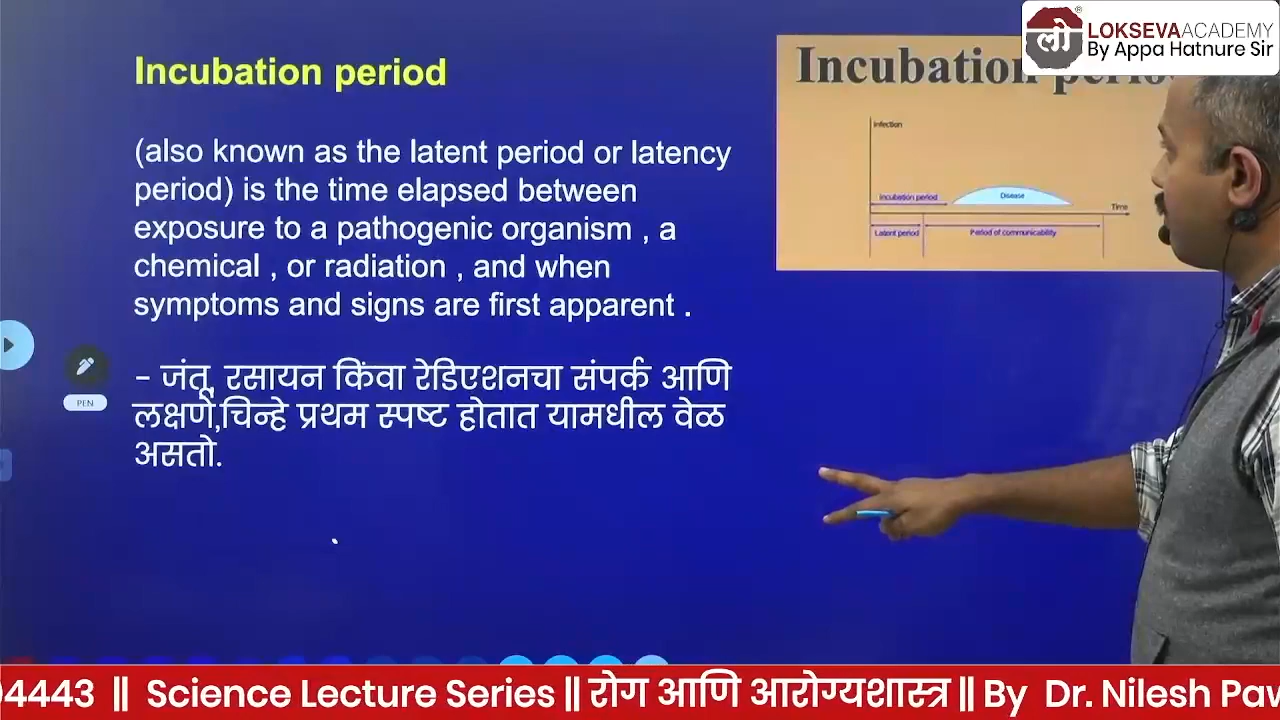 LOKSEVA ACADEMY
By Appa Hatnure Sir
लो
Incubation period
Incubation
(also known as the latent period or latency
period) is the time elapsed between
exposure to a pathogenic organism , a
chemical , or radiation , and when
symptoms and signs are first apparent .
Infection
Incubation period
Disease
Time
Latent period
Period of communicability
PEN
- जंतू, रसायन किंवा रेडिएशनचा संपर्क आणि
लक्षणे,चिन्हे प्रथम स्पष्ट होतात यामधील वेळ
असतो.
04443 || Science Lecture Series || रोग आणि आरोग्यशास्त्र || By Dr. Nilesh Paw